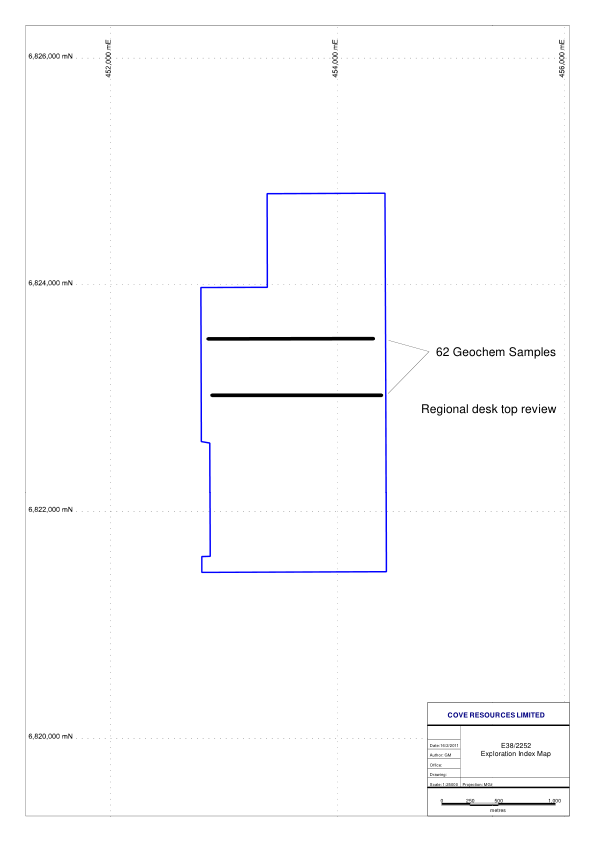 452,000 mE
454,000 mE
456,000 mE
6,826,000 mN
6,824,000 mN
62 Geochem Samples
Regional desk top review
6,822,000 mN
6,820,000 mN
COVE RESOURCES LIMITED
E38/2252
Exploration Index Map
Date: 16/2/2011
Author: GM
Office:
Drawing:
Scale: 1:25000 Projection: MGA
0 250 500 1,000
metres